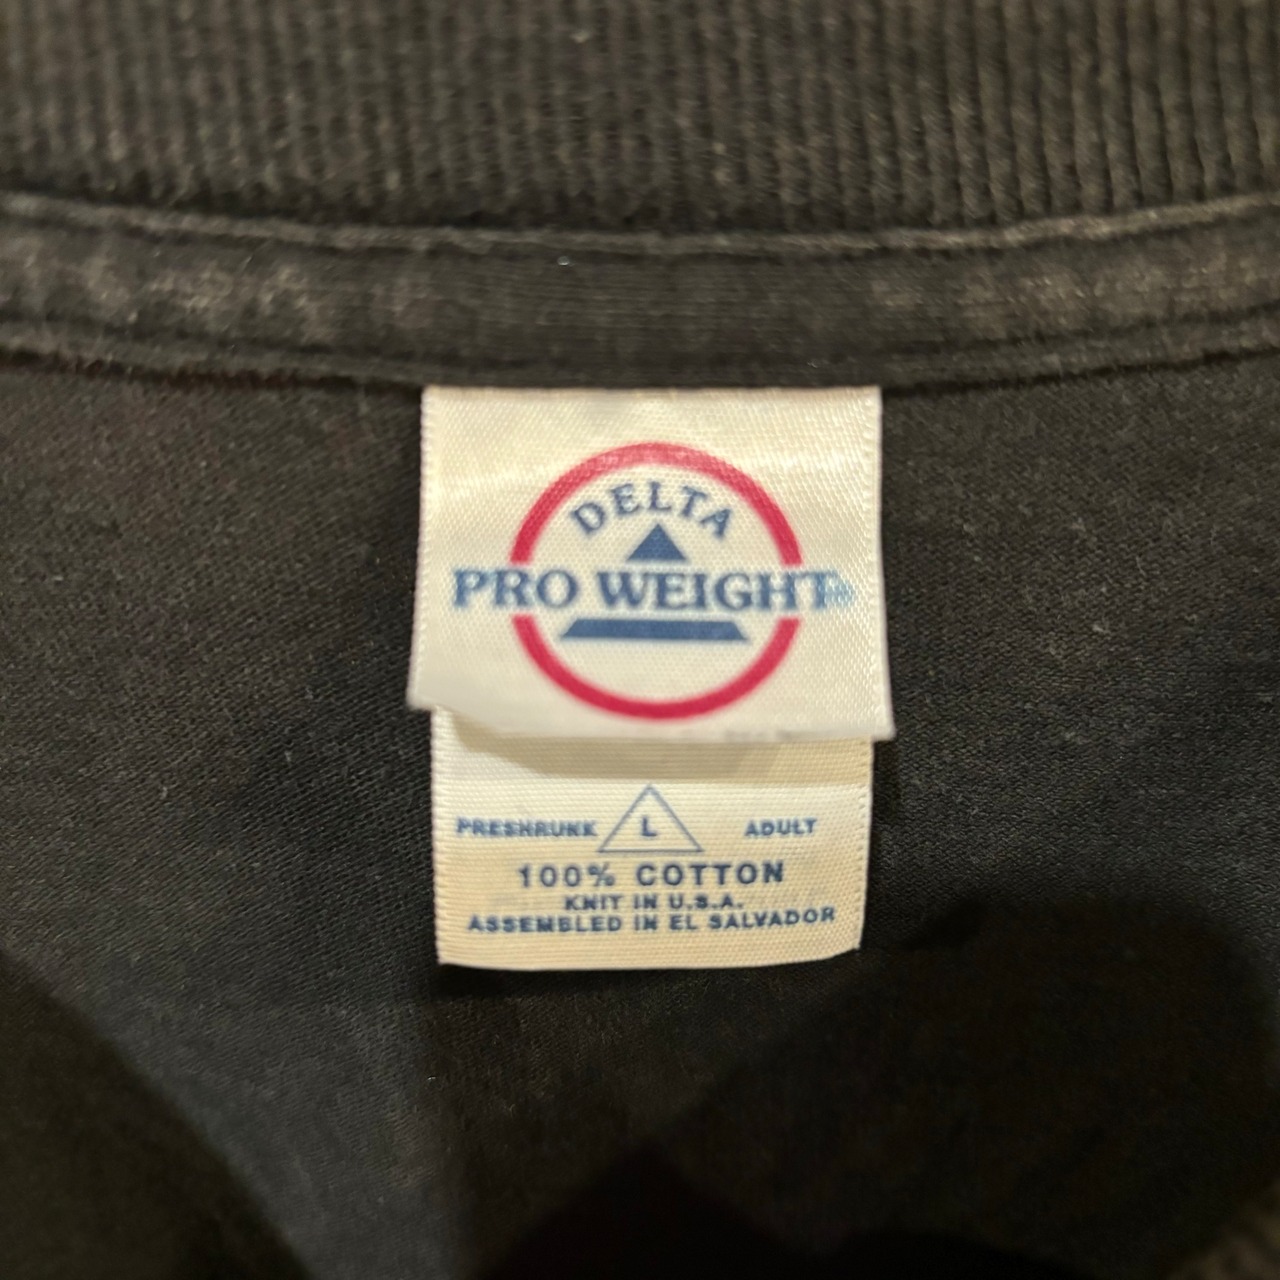 DELTA
PRO WEIGHT
PRESHRUNK L ADULT
100% COTTON
KNIT IN U.S.A.
ASSEMBLED IN EL SALVADOR